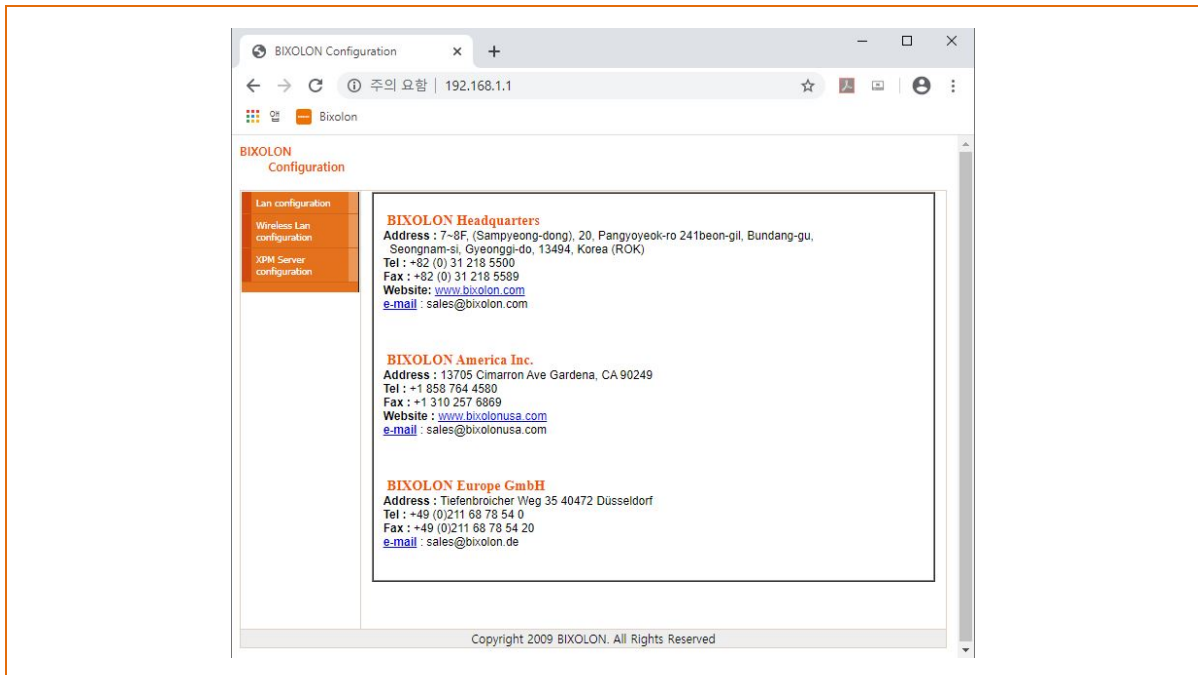 BIXOLON Configuration
주의 요함 | 192.168.1.1
앱 Bixolon
BIXOLON
Configuration
Lan configuration
Wireless Lan
configuration
XPM Server
configuration
BIXOLON Headquarters
Address : 7~8F, (Sampyeong-dong), 20, Pangyoyeok-ro 241beon-gil, Bundang-gu,
Seongnam-si, Gyeonggi-do, 13494, Korea (ROK)
Tel : +82 (0) 31 218 5500
Fax : +82 (0) 31 218 5589
Website: www.bixolon.com
e-mail : sales@bixolon.com
BIXOLON America Inc.
Address : 13705 Cimarron Ave Gardena, CA 90249
Tel : +1 858 764 4580
Fax : +1 310 257 6869
Website : www.bixolonusa.com
e-mail : sales@bixolonusa.com
BIXOLON Europe GmbH
Address : Tiefenbroicher Weg 35 40472 Düsseldorf
Tel : +49 (0)211 68 78 54 0
Fax : +49 (0)211 68 78 54 20
e-mail : sales@bixolon.de
Copyright 2009 BIXOLON. All Rights Reserved